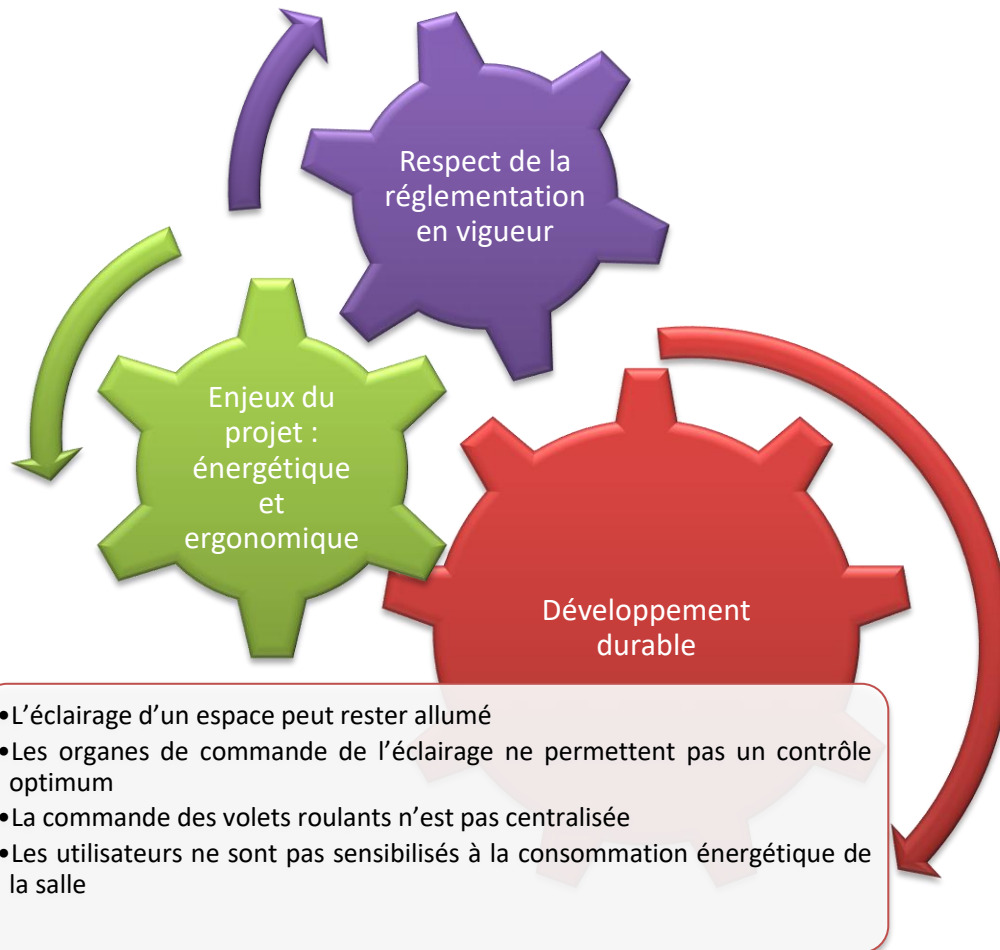 Respect de la
réglementation
en vigueur
Enjeux du
projet :
énergétique
et
ergonomique
Développement
durable
•L’éclairage d’un espace peut rester allumé
•Les organes de commande de l’éclairage ne permettent pas un contrôle
optimum
•La commande des volets roulants n’est pas centralisée
•Les utilisateurs ne sont pas sensibilisés à la consommation énergétique de
la salle